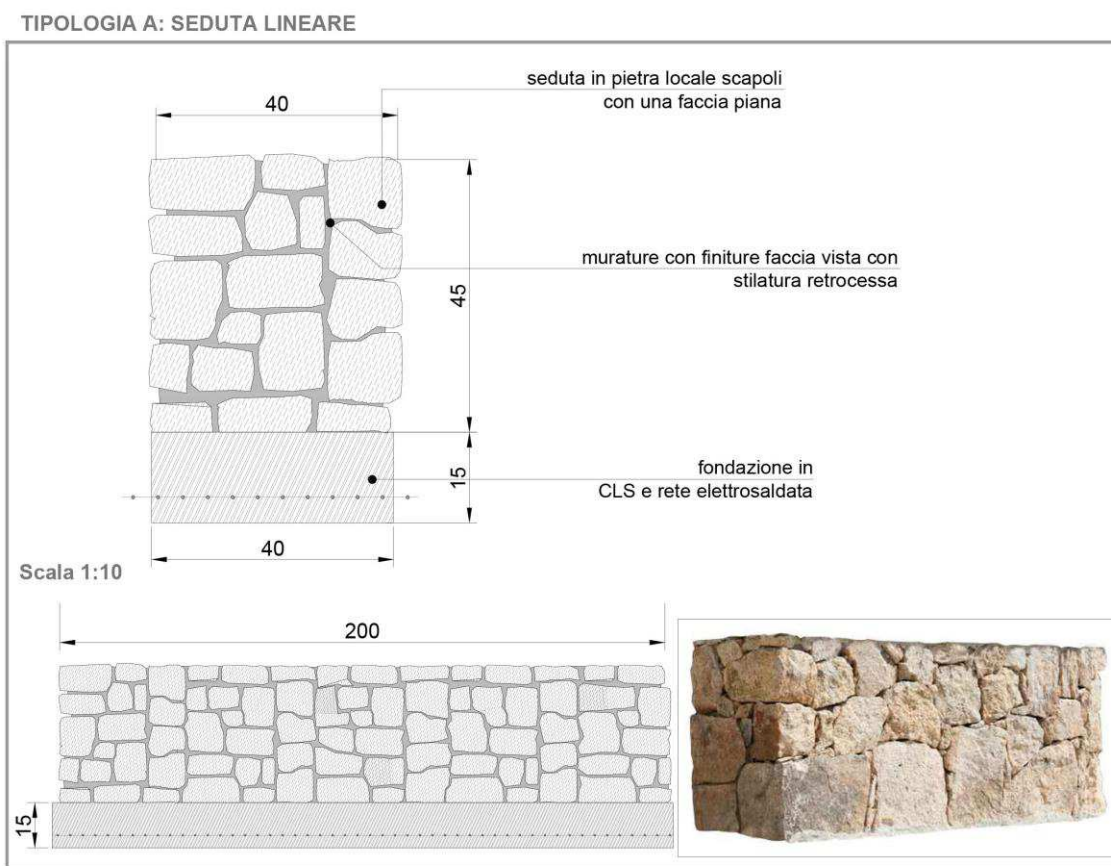 TIPOLOGIA A: SEDUTA LINEARE
seduta in pietra locale scapoli
con una faccia piana
40
murature con finiture faccia vista con
stilatura retrocessa
45
fondazione in
CLS e rete elettrosaldata
15
40
Scala 1:10
200
15